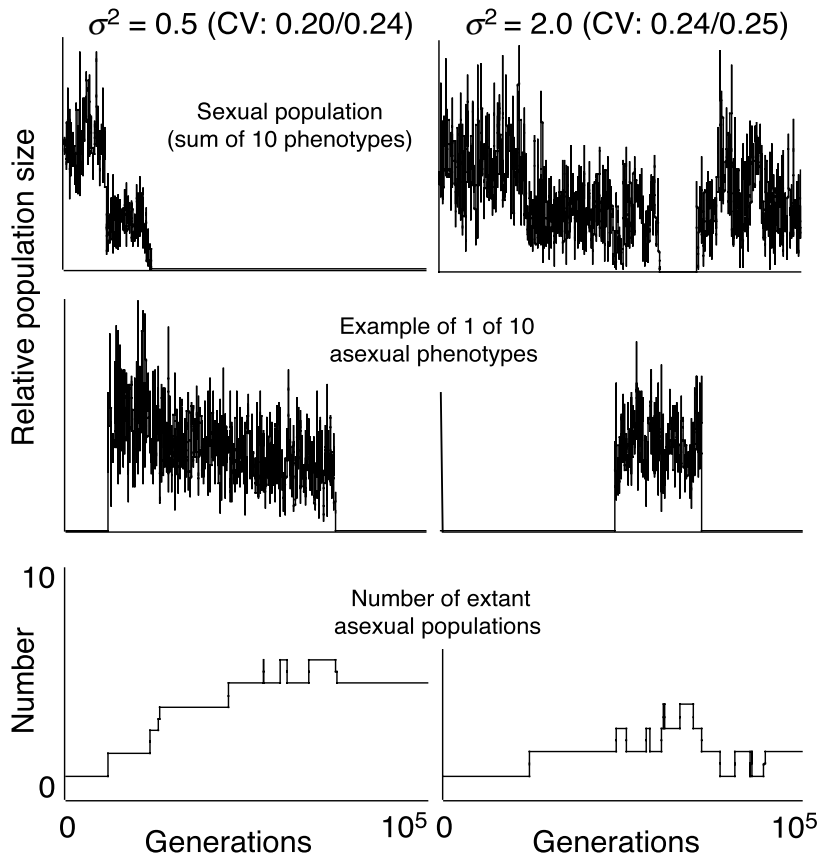 σ² = 0.5 (CV: 0.20/0.24)
σ² = 2.0 (CV: 0.24/0.25)
Relative population size
Sexual population
(sum of 10 phenotypes)
Example of 1 of 10
asexual phenotypes
Number
10
0
Number of extant
asexual populations
0
Generations
10⁵
0
Generations
10⁵